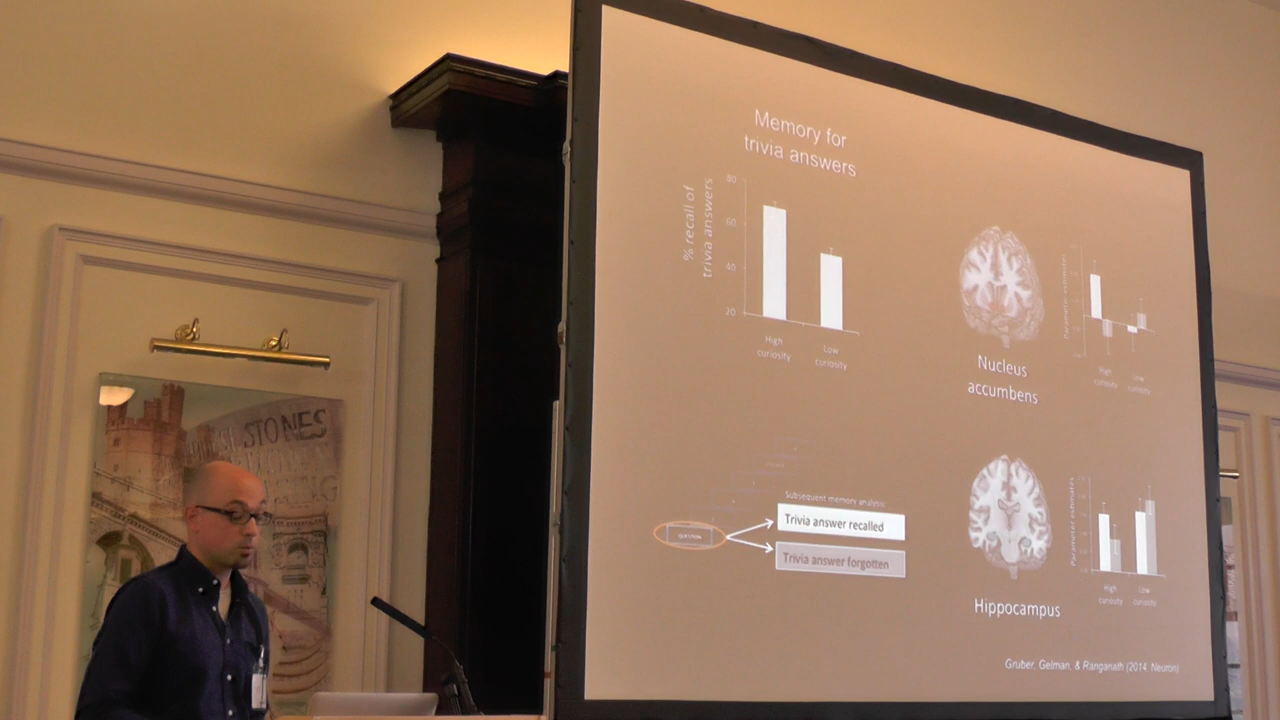 Memory for
trivia answers
% recall of
trivia answers
80
60
40
20
High
curiosity
Low
curiosity
Nucleus
accumbens
Parameter estimates
High
curiosity
Low
curiosity
Subsequent memory analysis
QUESTION
Trivia answer recalled
Trivia answer forgotten
Hippocampus
Parameter estimates
High
curiosity
Low
curiosity
Gruber, Gelman, & Ranganath (2014, Neuron)
STONES